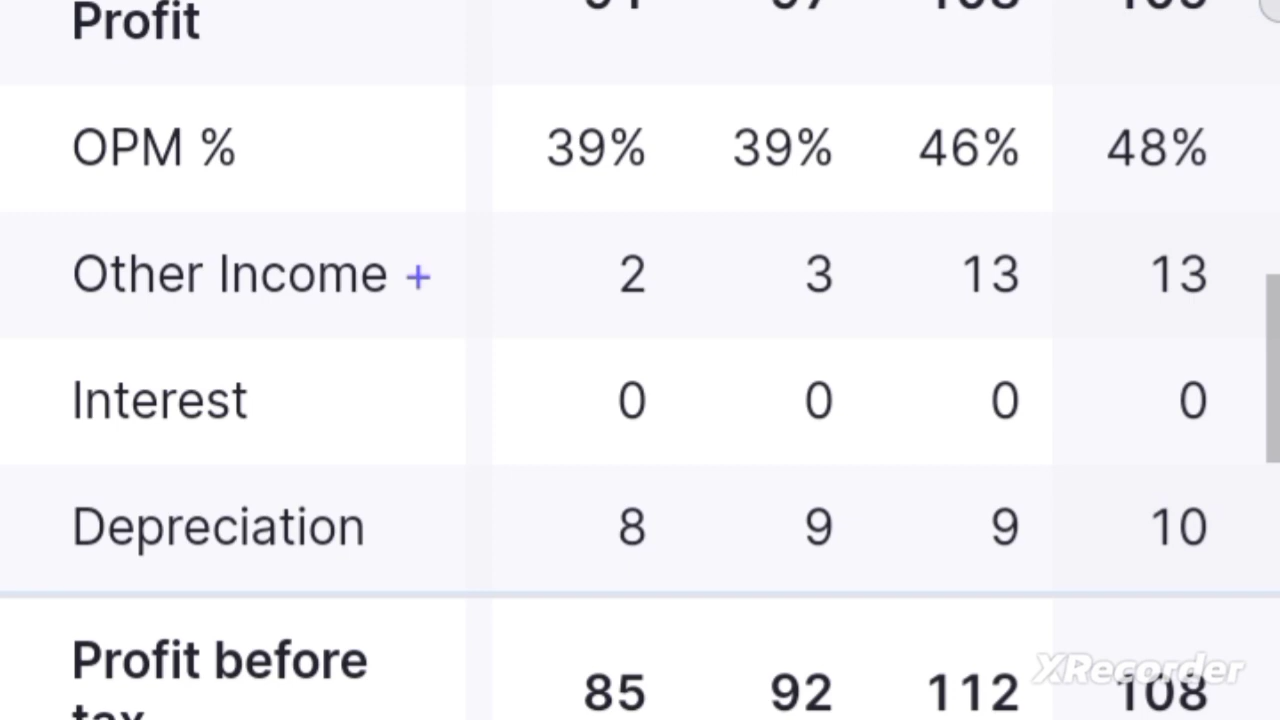 Profit
OPM % 39% 39% 46% 48%
Other Income + 2 3 13 13
Interest 0 0 0 0
Depreciation 8 9 9 10
Profit before
tax 85 92 112 108
XRecorder